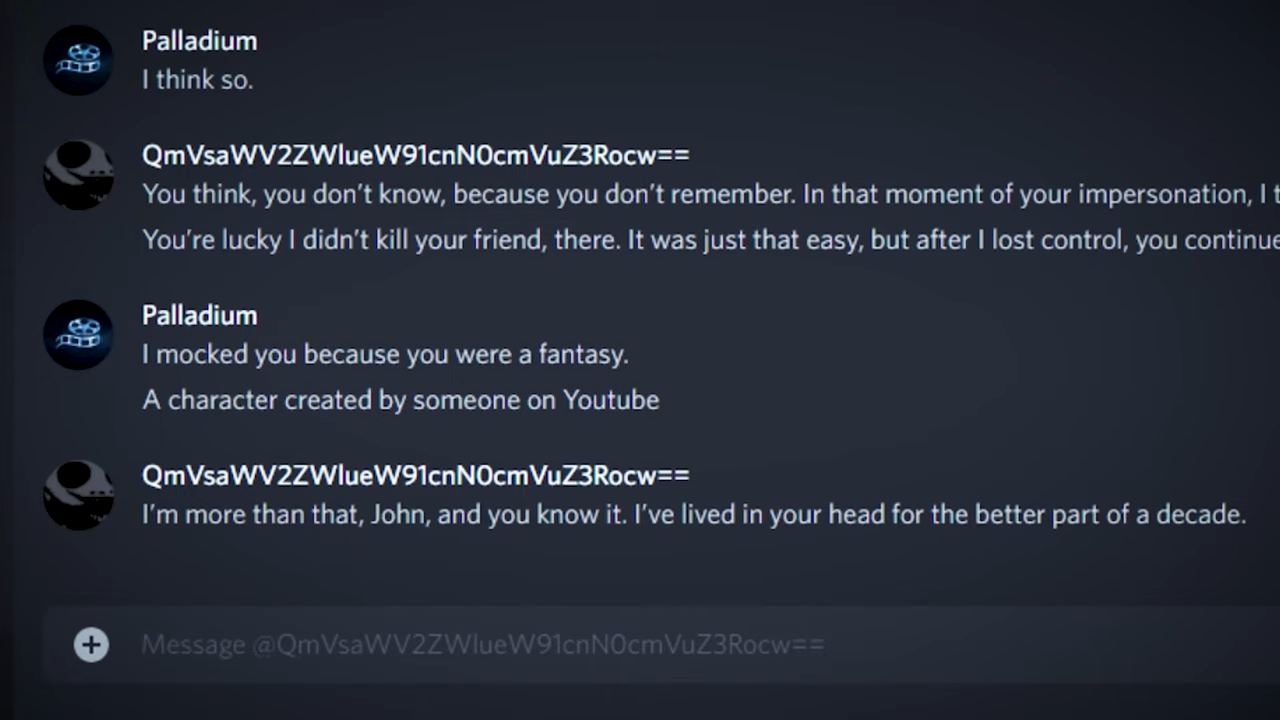 Palladium
I think so.
QmVsaWV2ZWlueW91cnN0cmVuZ3Rocw==
You think, you don't know, because you don't remember. In that moment of your impersonation, I
You're lucky I didn't kill your friend, there. It was just that easy, but after I lost control, you continue
Palladium
I mocked you because you were a fantasy.
A character created by someone on Youtube
QmVsaWV2ZWlueW91cnN0cmVuZ3Rocw==
I'm more than that, John, and you know it. I've lived in your head for the better part of a decade.
Message @QmVsaWV2ZWlueW91cnN0cmVuZ3Rocw==